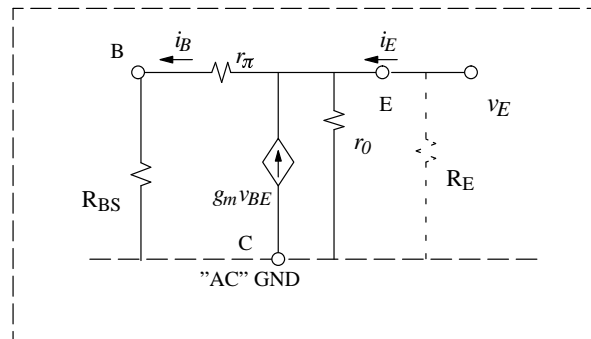 B
i_B
r_π
i_E
E
v_E
R_BS
g_m v_BE
r_0
R_E
C
"AC" GND